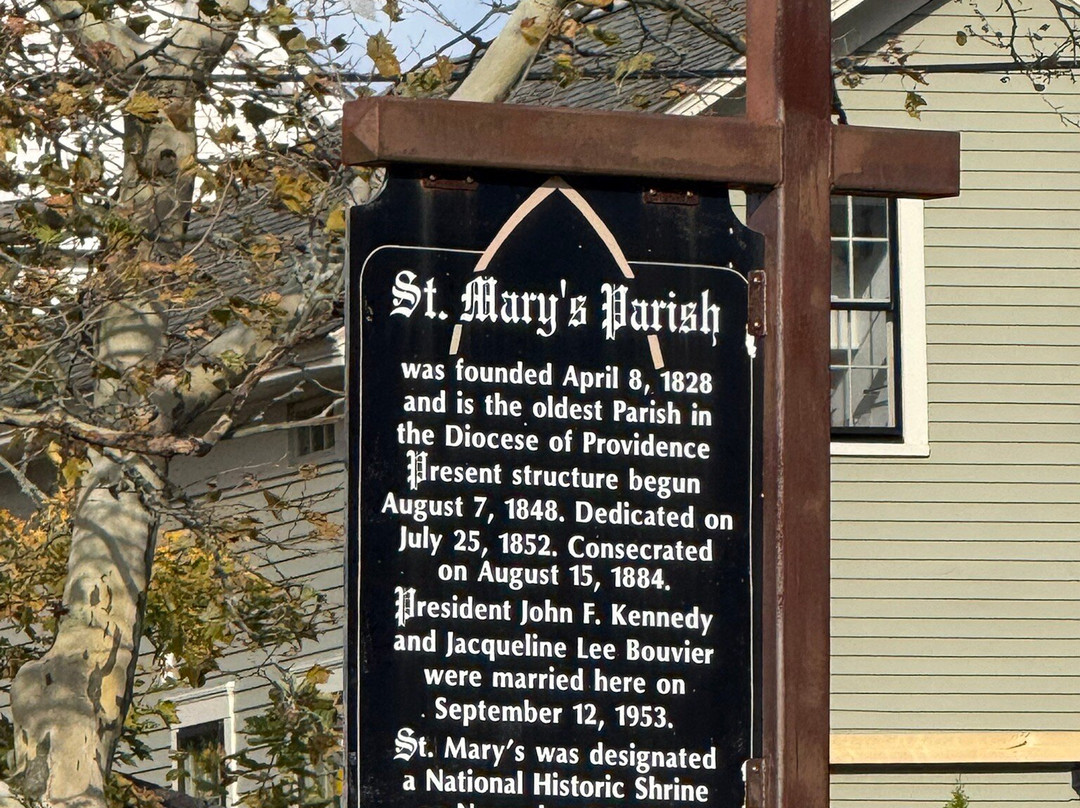 St. Mary's Parish
was founded April 8, 1828
and is the oldest Parish in
the Diocese of Providence
Present structure begun
August 7, 1848. Dedicated on
July 25, 1852. Consecrated
on August 15, 1884.
President John F. Kennedy
and Jacqueline Lee Bouvier
were married here on
September 12, 1953.
St. Mary's was designated
a National Historic Shrine